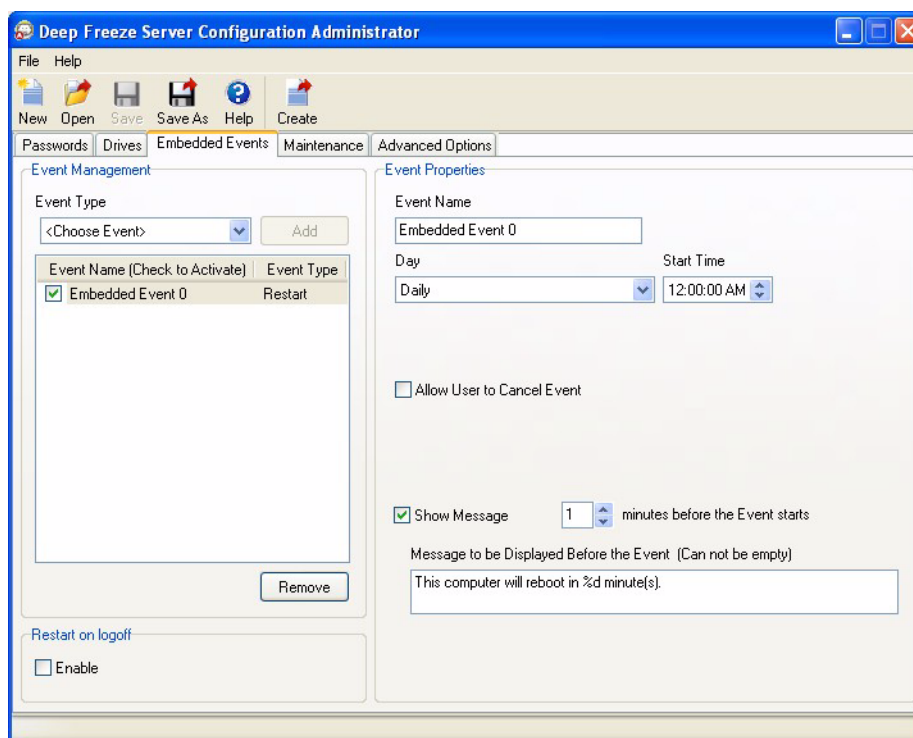 Deep Freeze Server Configuration Administrator
File Help
New Open Save Save As Help Create
Passwords Drives Embedded Events Maintenance Advanced Options
Event Management
Event Type
<Choose Event> Add
Event Name (Check to Activate) Event Type
Embedded Event 0 Restart
Remove
Restart on logoff
Enable
Event Properties
Event Name
Embedded Event 0
Day Start Time
Daily 12:00:00 AM
Allow User to Cancel Event
Show Message 1 minutes before the Event starts
Message to be Displayed Before the Event (Can not be empty)
This computer will reboot in %d minute(s).